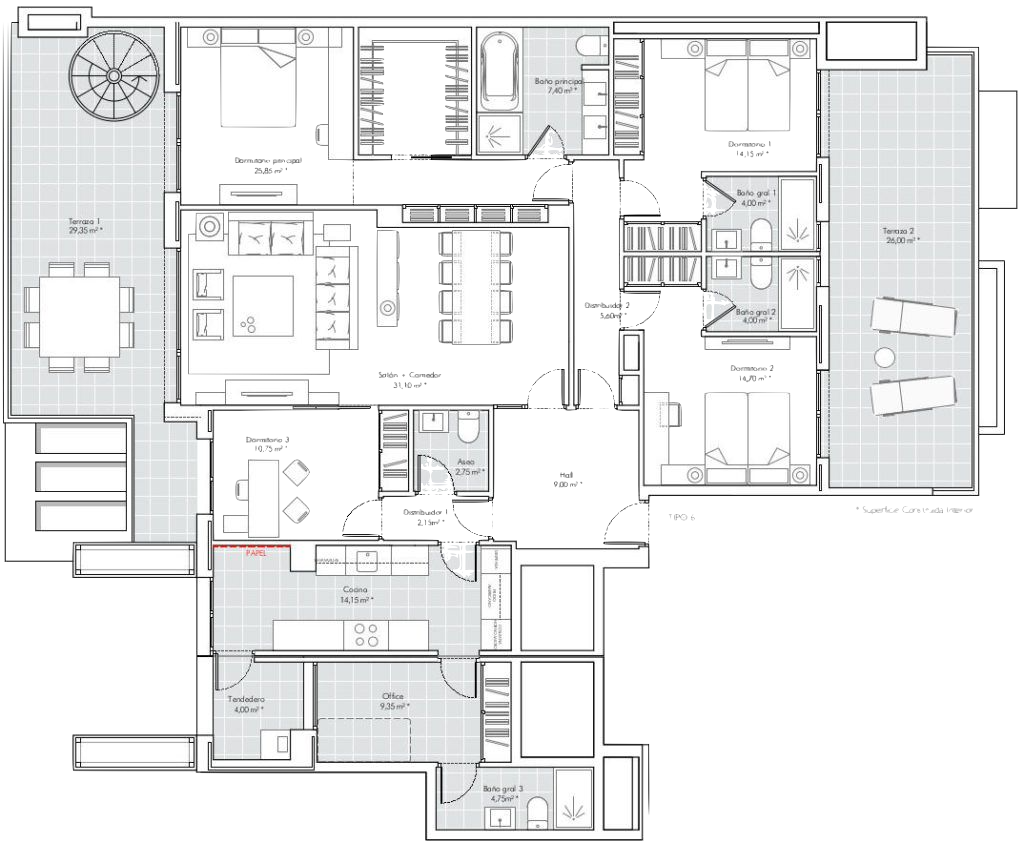 Baño principal
7,40 m² *
Dormitorio principal
25,85 m² *
Dormitorio 1
14,15 m² *
Baño gral 1
4,00 m² *
Terraza 1
29,35 m² *
Terraza 2
26,00 m² *
Distribuidor 2
5,60m² *
Baño gral 2
4,00 m² *
Salón + Comedor
31,10 m² *
Dormitorio 2
14,70 m² *
Dormitorio 3
10,75 m² *
Aseo
2,75 m² *
Hall
9,00 m² *
Distribuidor 1
2,15m² *
TIPO 6
* Superficie Construida Interior
PAPEL
Cocina
14,15 m² *
Tendedero
4,00 m² *
Office
9,35 m² *
Baño gral 3
4,75m² *